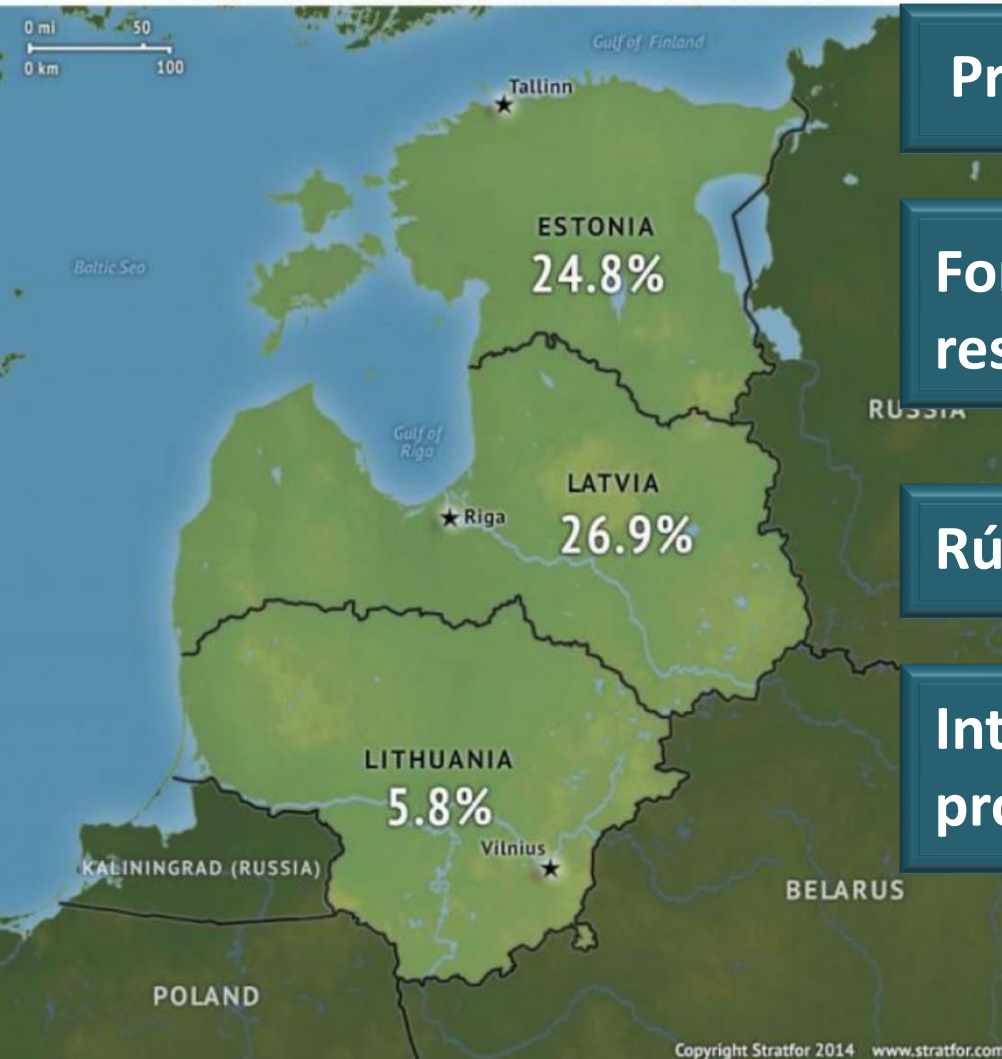 0 mi 50
0 km 100
Gulf of Finland
Tallinn
ESTONIA
24.8%
Baltic Sea
RUSSIA
Gulf of
Riga
LATVIA
Riga
26.9%
LITHUANIA
5.8%
Vilnius
KALININGRAD (RUSSIA)
BELARUS
POLAND
Copyright Stratfor 2014 www.stratfor.com
Pr
For
res
Rú
Int
pro